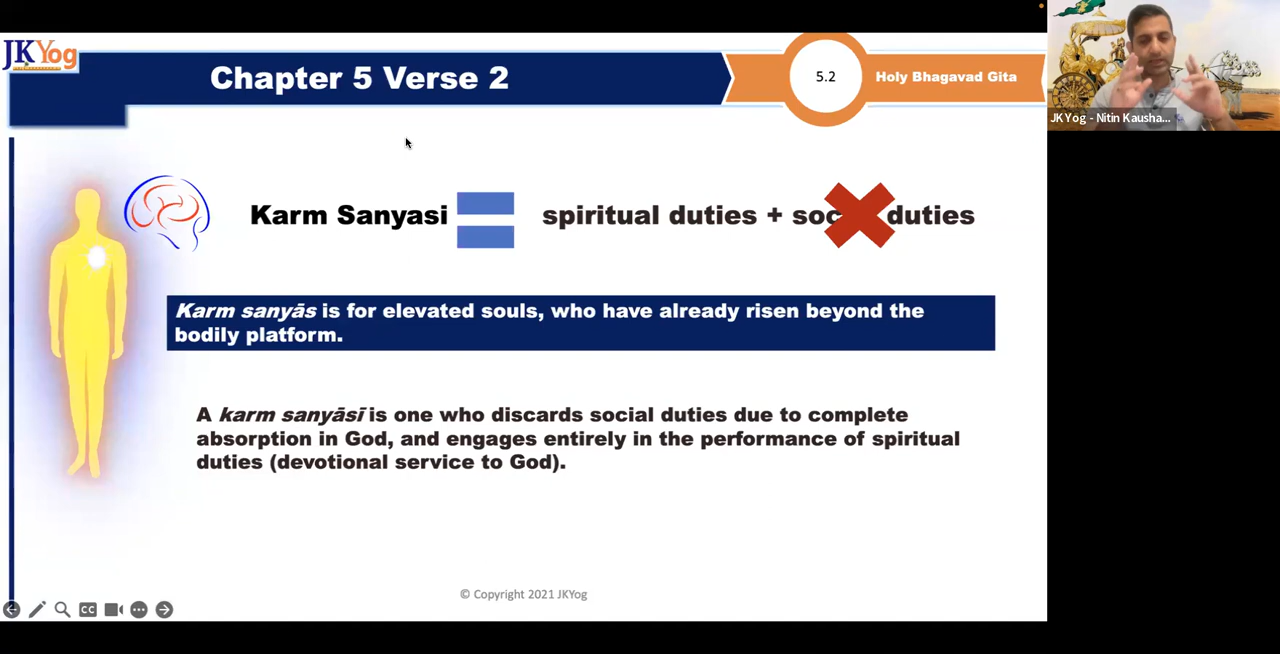 JKYog
Chapter 5 Verse 2
5.2
Holy Bhagavad Gita
JKYog - Nitin Kausha...
Karm Sanyasi
spiritual duties + soc duties
Karm sanyās is for elevated souls, who have already risen beyond the
bodily platform.
A karm sanyāsī is one who discards social duties due to complete
absorption in God, and engages entirely in the performance of spiritual
duties (devotional service to God).
© Copyright 2021 JKYog
CC